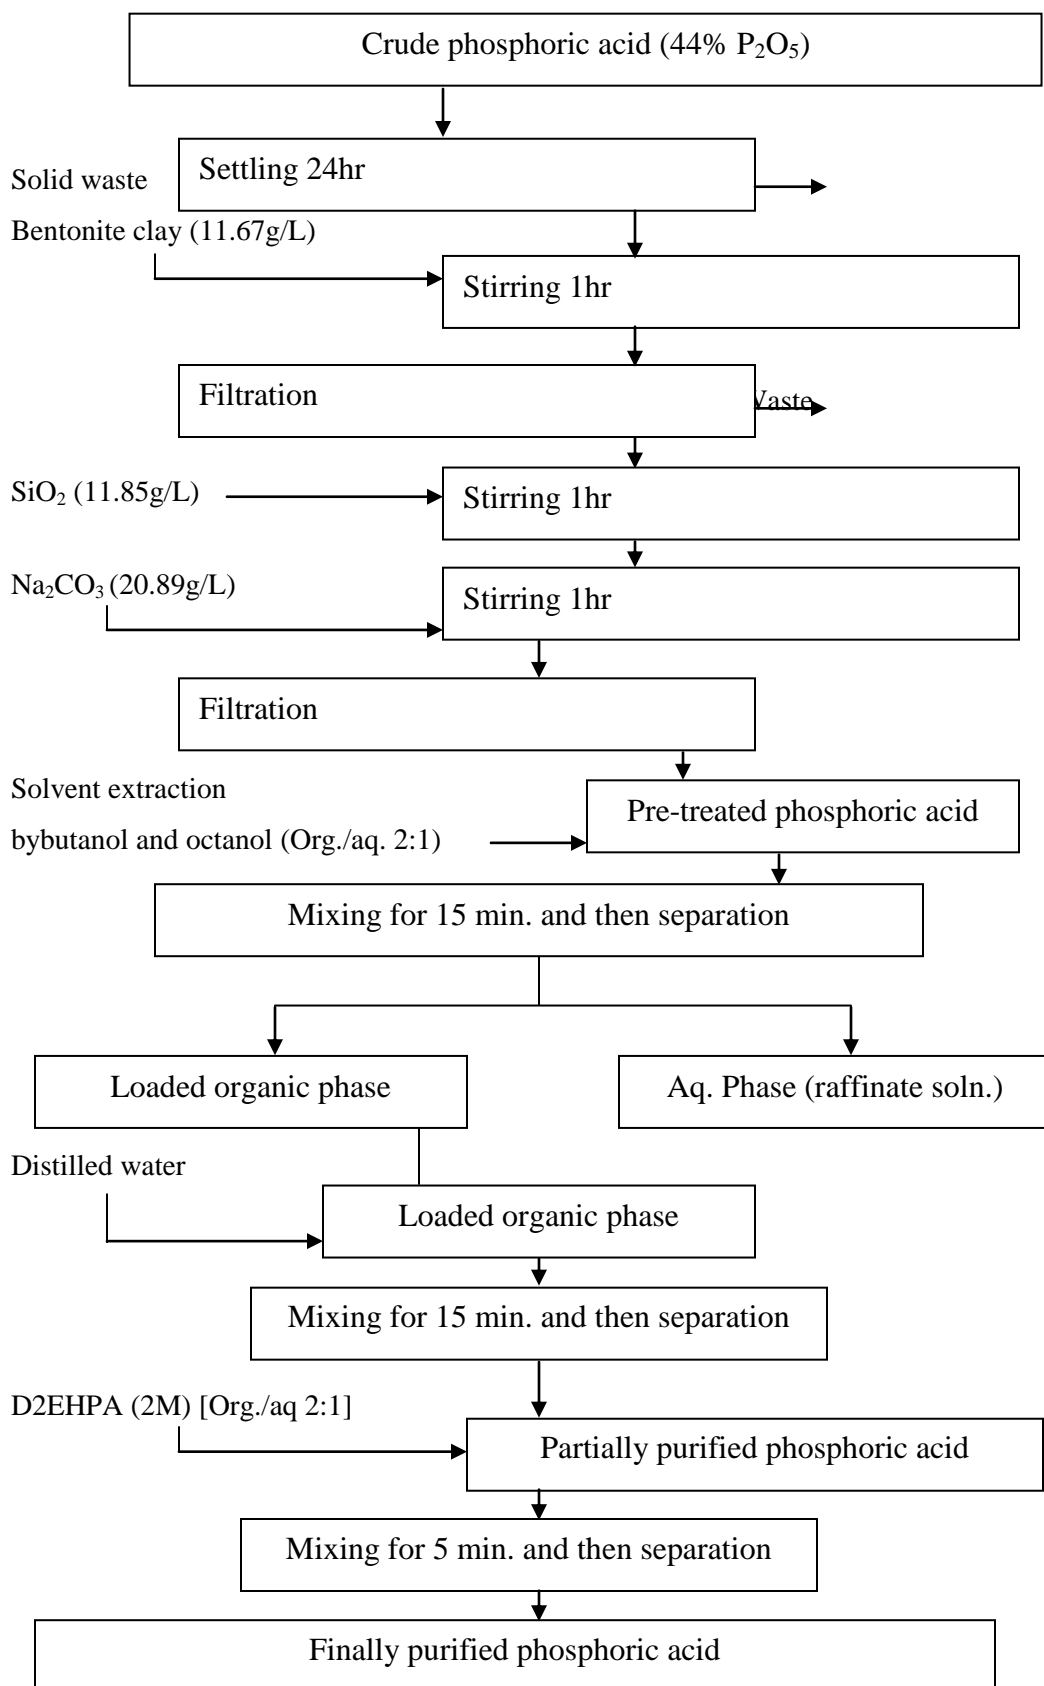 Crude phosphoric acid (44% P₂O₅)
Settling 24hr
Solid waste
Bentonite clay (11.67g/L)
Stirring 1hr
Filtration
SiO₂ (11.85g/L)
Stirring 1hr
Na₂CO₃ (20.89g/L)
Stirring 1hr
Filtration
Solvent extraction
Pre-treated phosphoric acid
bybutanol and octanol (Org./aq. 2:1)
Mixing for 15 min. and then separation
Loaded organic phase
Aq. Phase (raffinate soln.)
Distilled water
Loaded organic phase
Mixing for 15 min. and then separation
D2EHPA (2M) [Org./aq 2:1]
Partially purified phosphoric acid
Mixing for 5 min. and then separation
Finally purified phosphoric acid